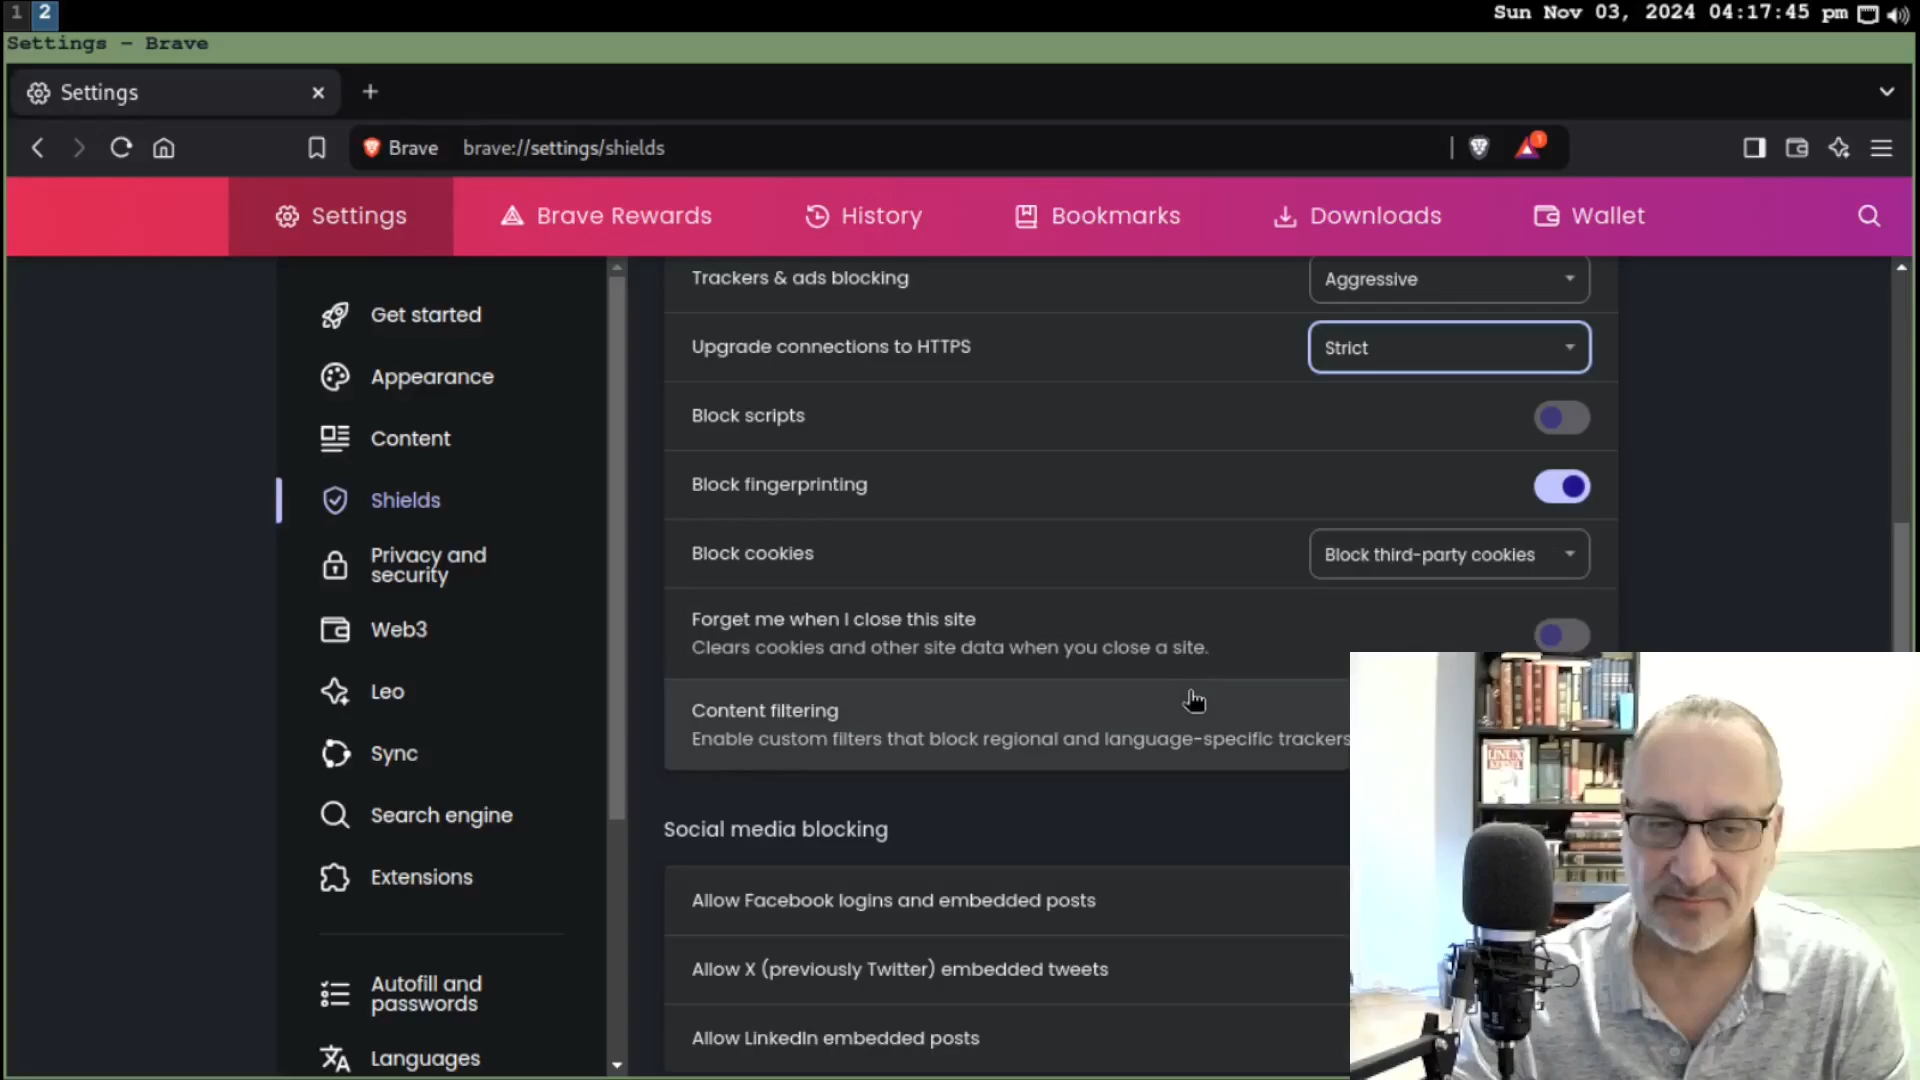 1 2
Sun Nov 03, 2024 04:17:45 pm
Settings - Brave
Settings
Brave brave://settings/shields
1
Settings
Brave Rewards
History
Bookmarks
Downloads
Wallet
Get started
Appearance
Content
Shields
Privacy and
security
Web3
Leo
Sync
Search engine
Extensions
Autofill and
passwords
Languages
Trackers & ads blocking
Aggressive
Upgrade connections to HTTPS
Strict
Block scripts
Block fingerprinting
Block cookies
Block third-party cookies
Forget me when I close this site
Clears cookies and other site data when you close a site.
Content filtering
Enable custom filters that block regional and language-specific trackers
Social media blocking
Allow Facebook logins and embedded posts
Allow X (previously Twitter) embedded tweets
Allow LinkedIn embedded posts
LINUX
KERNEL